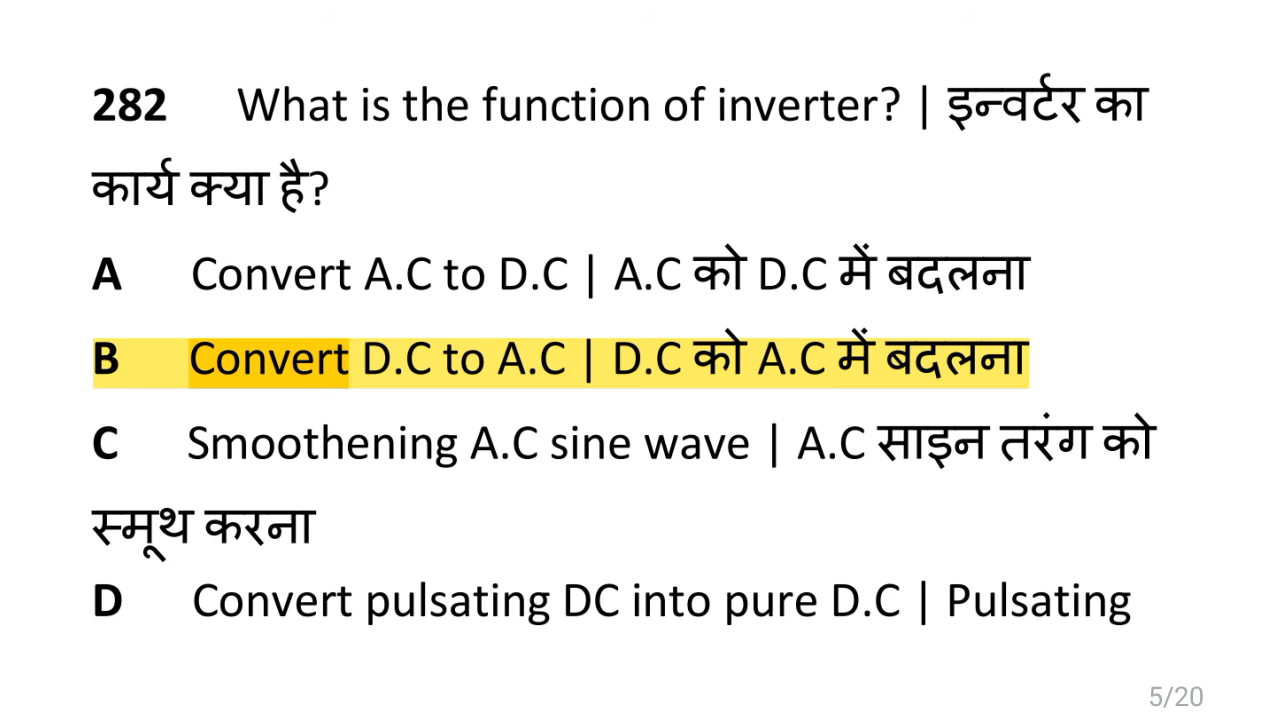 282 What is the function of inverter? | इन्वर्टर का
कार्य क्या है?
A Convert A.C to D.C | A.C को D.C में बदलना
B Convert D.C to A.C | D.C को A.C में बदलना
C Smoothening A.C sine wave | A.C साइन तरंग को
स्मूथ करना
D Convert pulsating DC into pure D.C | Pulsating
5/20